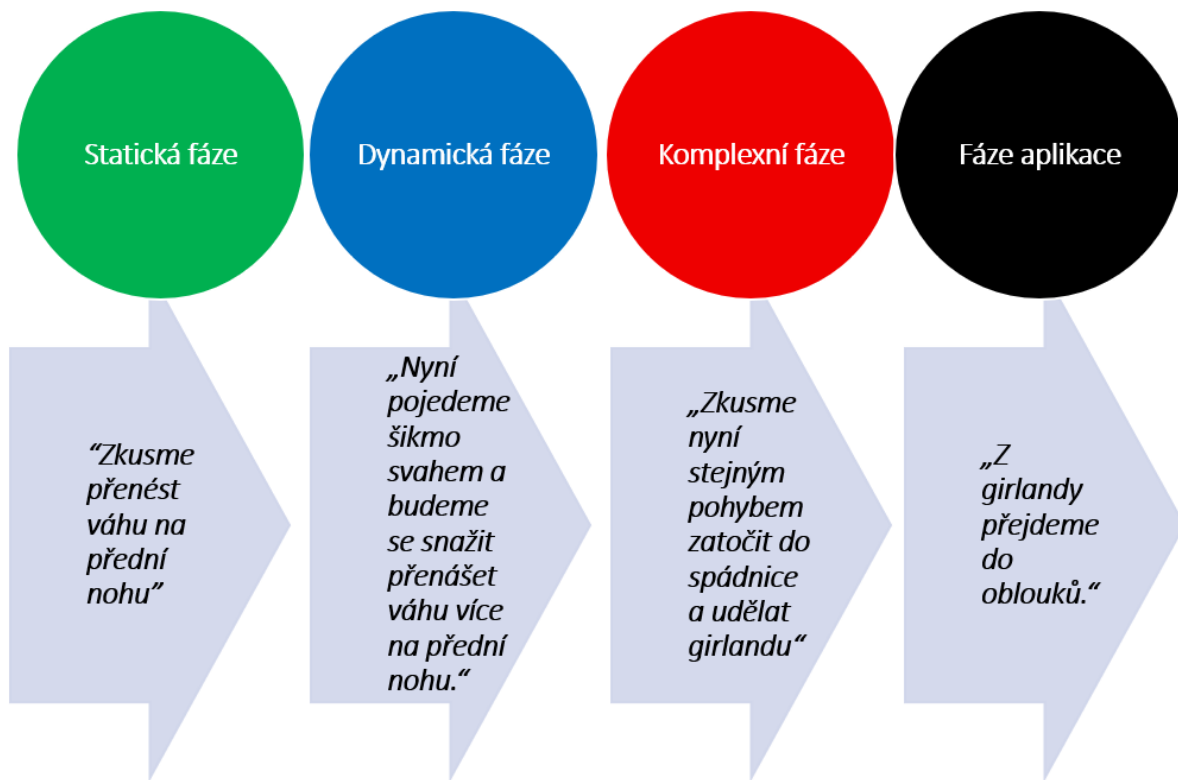 Statická fáze
Dynamická fáze
Komplexní fáze
Fáze aplikace
“Zkusme
přenést
váhu na
přední
nohu”
„Nyní
pojedeme
šikmo
svahem a
budeme
se snažit
přenášet
váhu více
na přední
nohu.“
„Zkusme
nyní
stejným
pohybem
zatočit do
spádnice
a udělat
girlandu“
„Z
girlandy
přejdeme
do
oblouků.“